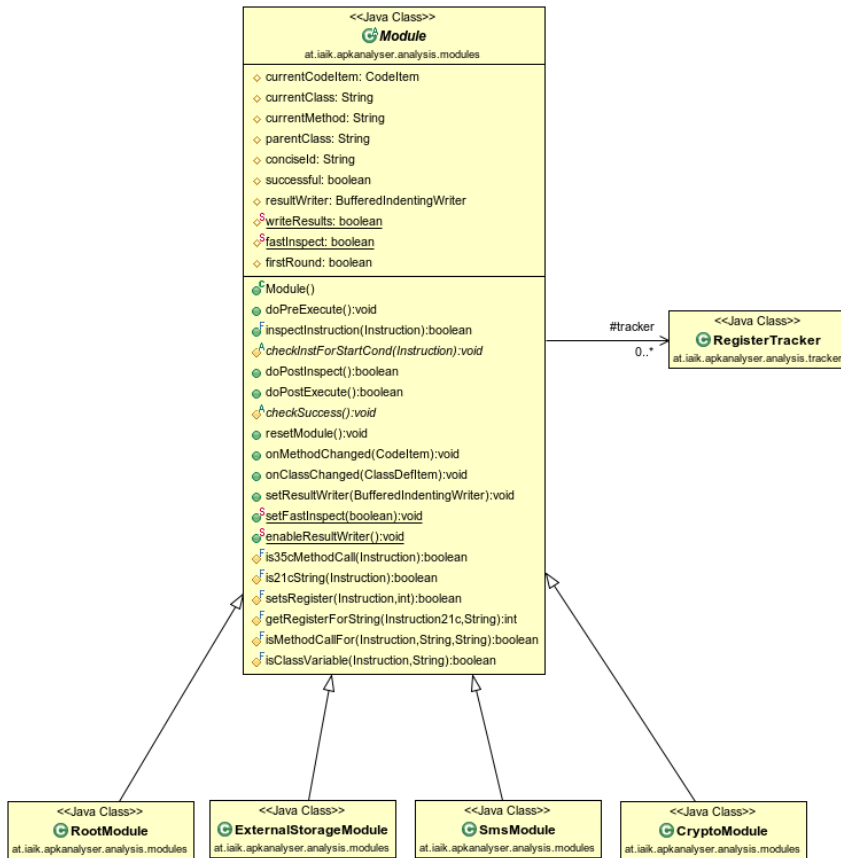 <<Java Class>>
Module
at.iaik.apkanalyser.analysis.modules
currentCodeItem: CodeItem
currentClass: String
currentMethod: String
parentClass: String
conciseId: String
successful: boolean
resultWriter: BufferedIndentingWriter
writeResults: boolean
fastInspect: boolean
firstRound: boolean
Module()
doPreExecute():void
inspectInstruction(Instruction):boolean
checkInstForStartCond(Instruction):void
doPostInspect():boolean
doPostExecute():boolean
checkSuccess():void
resetModule():void
onMethodChanged(CodeItem):void
onClassChanged(ClassDefItem):void
setResultWriter(BufferedIndentingWriter):void
setFastInspect(boolean):void
enableResultWriter():void
is35cMethodCall(Instruction):boolean
is21cString(Instruction):boolean
setsRegister(Instruction,int):boolean
getRegisterForString(Instruction21c,String):int
isMethodCallFor(Instruction,String,String):boolean
isClassVariable(Instruction,String):boolean
#tracker
0..*
<<Java Class>>
RegisterTracker
at.iaik.apkanalyser.analysis.tracker
<<Java Class>>
RootModule
at.iaik.apkanalyser.analysis.modules
<<Java Class>>
ExternalStorageModule
at.iaik.apkanalyser.analysis.modules
<<Java Class>>
SmsModule
at.iaik.apkanalyser.analysis.modules
<<Java Class>>
CryptoModule
at.iaik.apkanalyser.analysis.modules